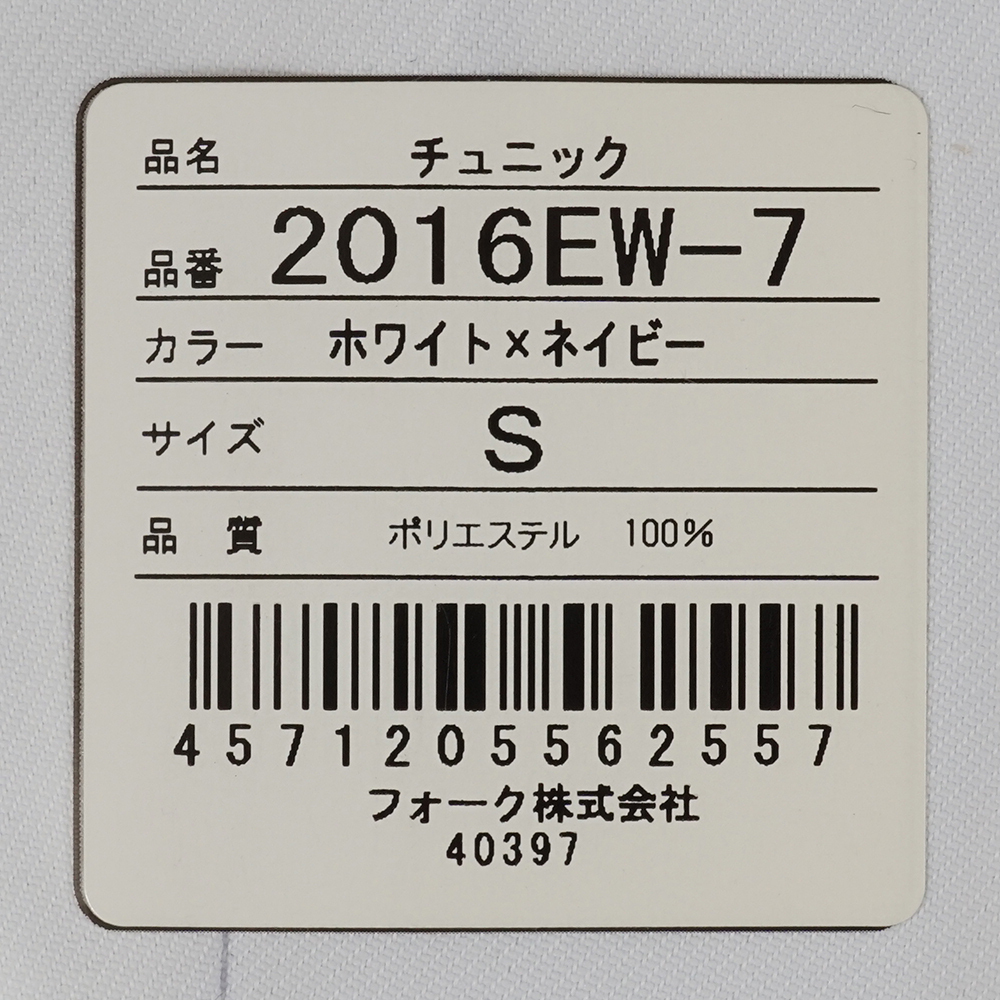 品名 チュニック
品番 2016EW-7
カラー ホワイト×ネイビー
サイズ S
品 質 ポリエステル 100%
4571205562557
フォーク株式会社
40397